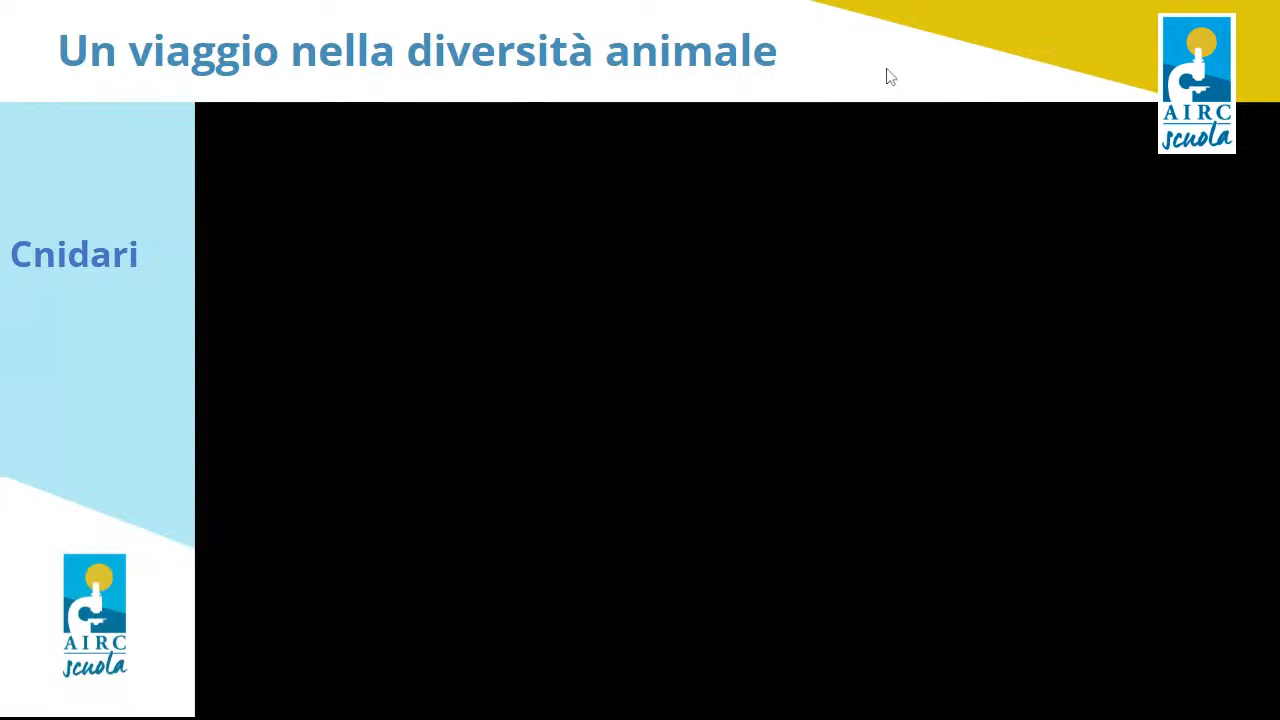 Un viaggio nella diversità animale
AIRC
scuola
Cnidari
AIRC
scuola